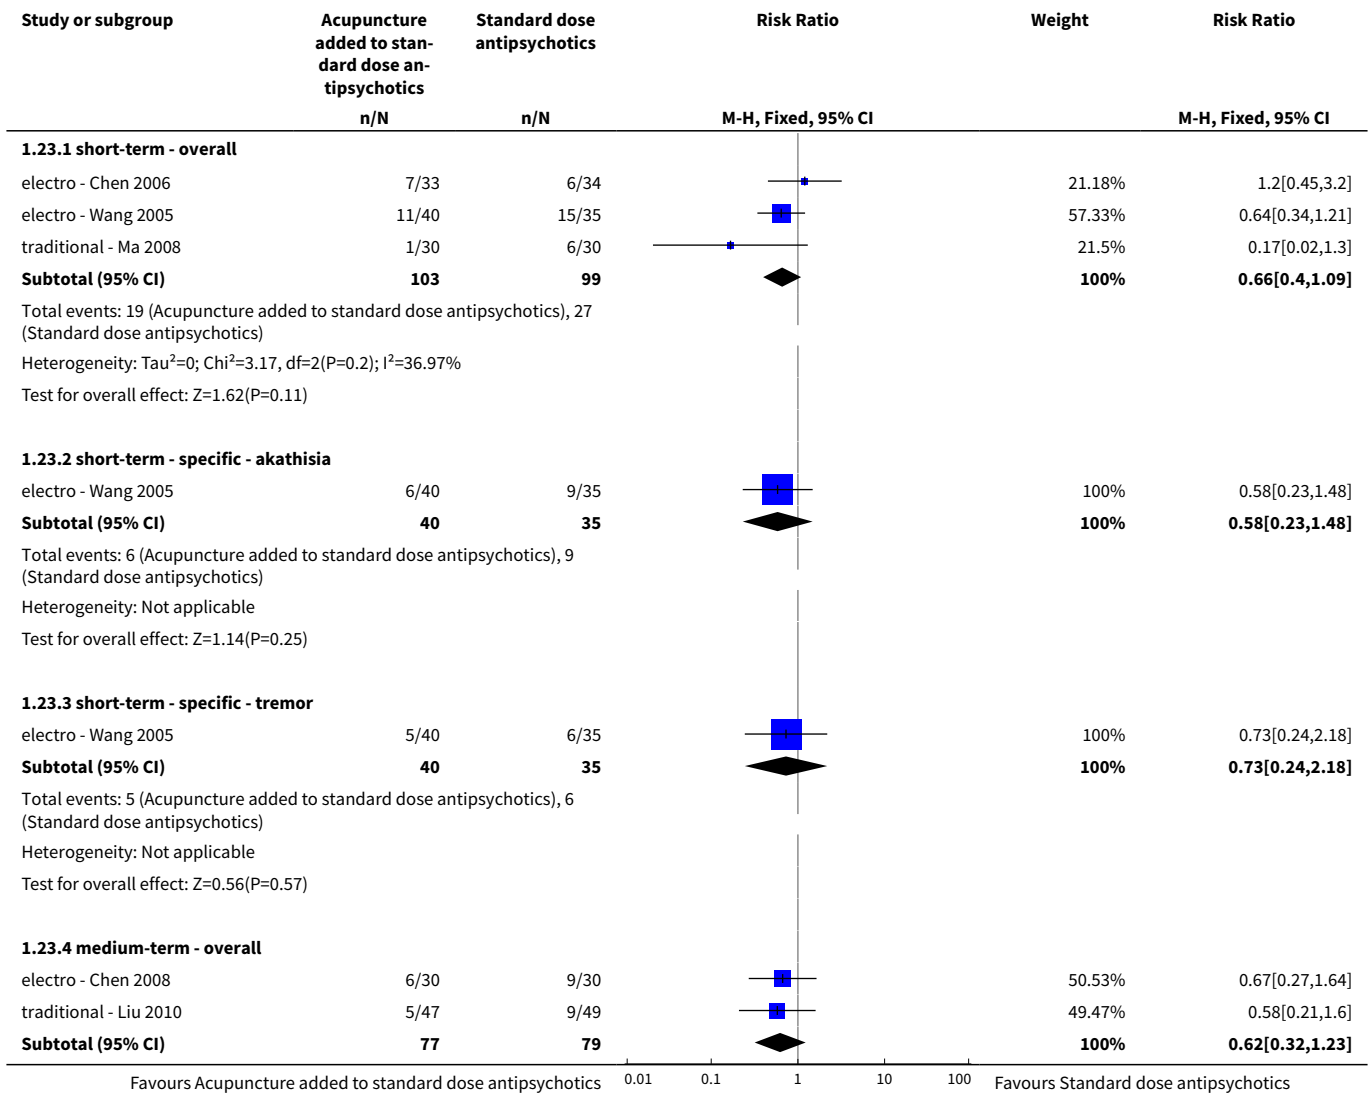 Study or subgroup Acupuncture added to stan- dard dose an- tipsychotics Standard dose antipsychotics Risk Ratio Weight Risk Ratio
n/N n/N M-H, Fixed, 95% CI M-H, Fixed, 95% CI
1.23.1 short-term - overall
electro - Chen 2006 7/33 6/34 21.18% 1.2[0.45,3.2]
electro - Wang 2005 11/40 15/35 57.33% 0.64[0.34,1.21]
traditional - Ma 2008 1/30 6/30 21.5% 0.17[0.02,1.3]
Subtotal (95% CI) 103 99 100% 0.66[0.4,1.09]
Total events: 19 (Acupuncture added to standard dose antipsychotics), 27
(Standard dose antipsychotics)
Heterogeneity: Tau²=0; Chi²=3.17, df=2(P=0.2); I²=36.97%
Test for overall effect: Z=1.62(P=0.11)
1.23.2 short-term - specific - akathisia
electro - Wang 2005 6/40 9/35 100% 0.58[0.23,1.48]
Subtotal (95% CI) 40 35 100% 0.58[0.23,1.48]
Total events: 6 (Acupuncture added to standard dose antipsychotics), 9
(Standard dose antipsychotics)
Heterogeneity: Not applicable
Test for overall effect: Z=1.14(P=0.25)
1.23.3 short-term - specific - tremor
electro - Wang 2005 5/40 6/35 100% 0.73[0.24,2.18]
Subtotal (95% CI) 40 35 100% 0.73[0.24,2.18]
Total events: 5 (Acupuncture added to standard dose antipsychotics), 6
(Standard dose antipsychotics)
Heterogeneity: Not applicable
Test for overall effect: Z=0.56(P=0.57)
1.23.4 medium-term - overall
electro - Chen 2008 6/30 9/30 50.53% 0.67[0.27,1.64]
traditional - Liu 2010 5/47 9/49 49.47% 0.58[0.21,1.6]
Subtotal (95% CI) 77 79 100% 0.62[0.32,1.23]
Favours Acupuncture added to standard dose antipsychotics 0.01 0.1 1 10 100 Favours Standard dose antipsychotics